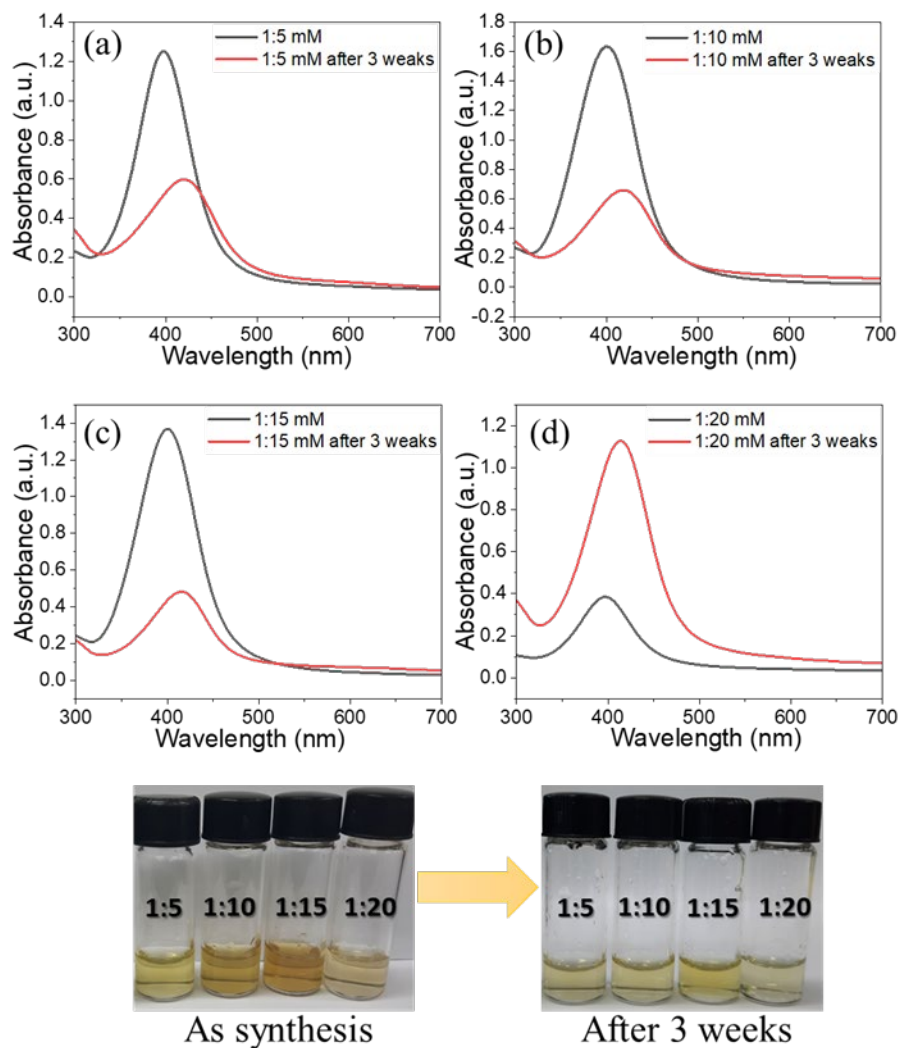 (a)
1:5 mM
1:5 mM after 3 weeks
Absorbance (a.u.)
1.4
1.2
1.0
0.8
0.6
0.4
0.2
0.0
300 400 500 600 700
Wavelength (nm)
(b)
1:10 mM
1:10 mM after 3 weeks
Absorbance (a.u.)
1.8
1.6
1.4
1.2
1.0
0.8
0.6
0.4
0.2
0.0
-0.2
300 400 500 600 700
Wavelength (nm)
(c)
1:15 mM
1:15 mM after 3 weeks
Absorbance (a.u.)
1.4
1.2
1.0
0.8
0.6
0.4
0.2
0.0
300 400 500 600 700
Wavelength (nm)
(d)
1:20 mM
1:20 mM after 3 weeks
Absorbance (a.u.)
1.2
1.0
0.8
0.6
0.4
0.2
0.0
300 400 500 600 700
Wavelength (nm)
1:5 1:10 1:15 1:20
As synthesis
1:5 1:10 1:15 1:20
After 3 weeks